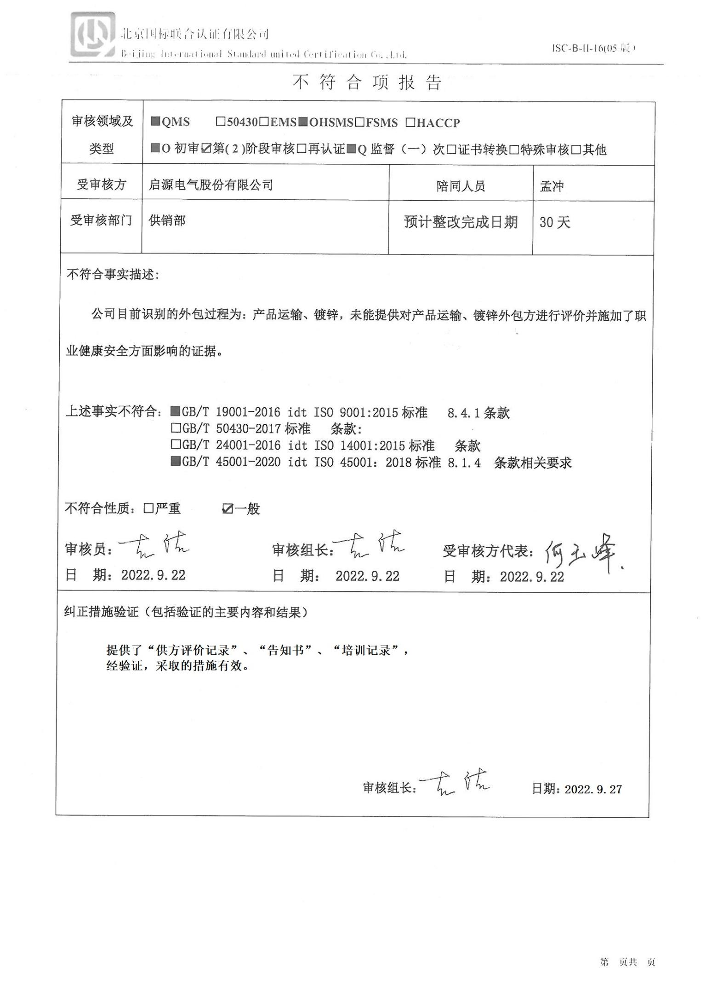 北京国标联合认证有限公司
Beijing International Standard united Certification Co.,Ltd.
ISC-B-II-16(05 版)
不符合项报告
审核领域及类型
■QMS □50430□EMS■OHSMS□FSMS □HACCP
■O 初审☑第(2)阶段审核□再认证■Q 监督（一）次□证书转换□特殊审核□其他
受审核方 启源电气股份有限公司 陪同人员 孟冲
受审核部门 供销部 预计整改完成日期 30 天
不符合事实描述：
公司目前识别的外包过程为：产品运输、镀锌，未能提供对产品运输、镀锌外包方进行评价并施加了职
业健康安全方面影响的证据。
上述事实不符合：■GB/T 19001-2016 idt ISO 9001:2015 标准 8.4.1 条款
□GB/T 50430-2017 标准 条款：
□GB/T 24001-2016 idt ISO 14001:2015 标准 条款
■GB/T 45001-2020 idt ISO 45001：2018 标准 8.1.4 条款相关要求
不符合性质：□严重 ☑一般
审核员： 审核组长： 受审核方代表：何玉峰
日 期：2022.9.22 日 期： 2022.9.22 日 期：2022.9.22
纠正措施验证（包括验证的主要内容和结果）
提供了“供方评价记录”、“告知书”、“培训记录”，
经验证，采取的措施有效。
审核组长： 日期：2022.9.27
第 页共 页